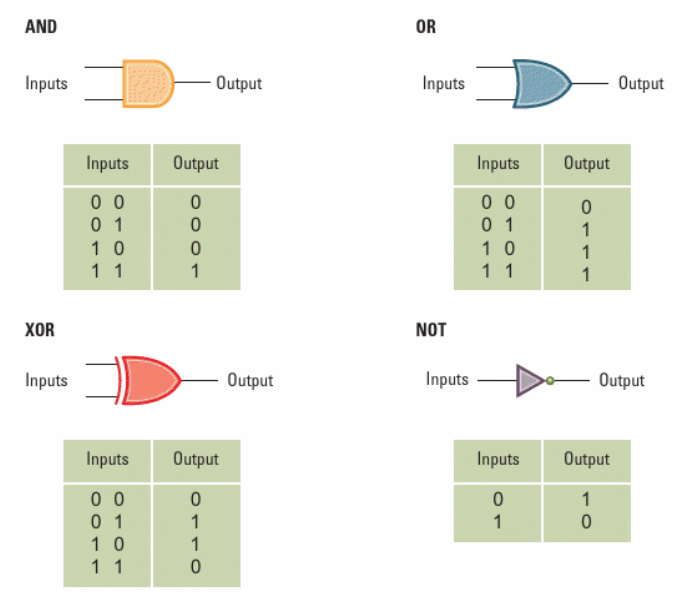 AND
Inputs Output
Inputs Output
0 0 0
0 1 0
1 0 0
1 1 1
OR
Inputs Output
Inputs Output
0 0 0
0 1 1
1 0 1
1 1 1
XOR
Inputs Output
Inputs Output
0 0 0
0 1 1
1 0 1
1 1 0
NOT
Inputs Output
Inputs Output
0 1
1 0